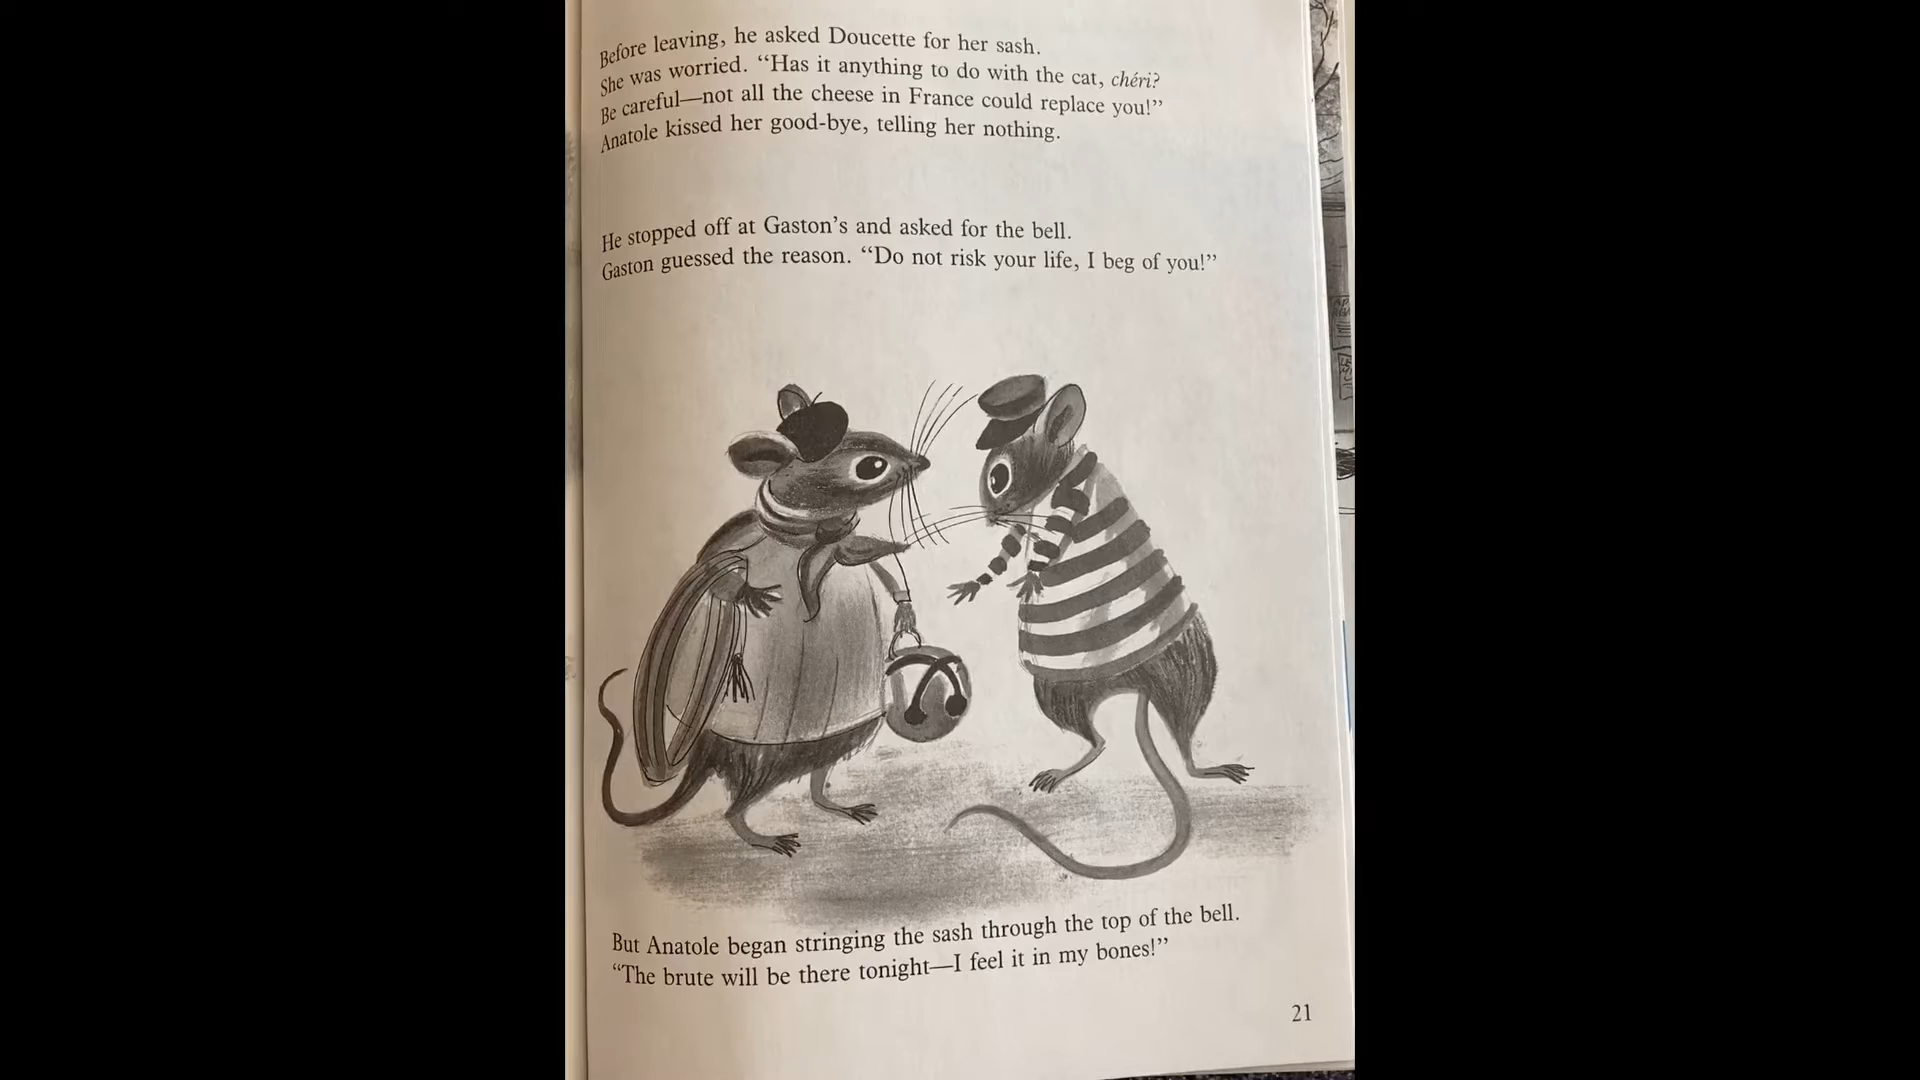 Before leaving, he asked Doucette for her sash.
She was worried. “Has it anything to do with the cat, chéri?
Be careful—not all the cheese in France could replace you!”
Anatole kissed her good-bye, telling her nothing.
He stopped off at Gaston’s and asked for the bell.
Gaston guessed the reason. “Do not risk your life, I beg of you!”
But Anatole began stringing the sash through the top of the bell.
“The brute will be there tonight—I feel it in my bones!”
21